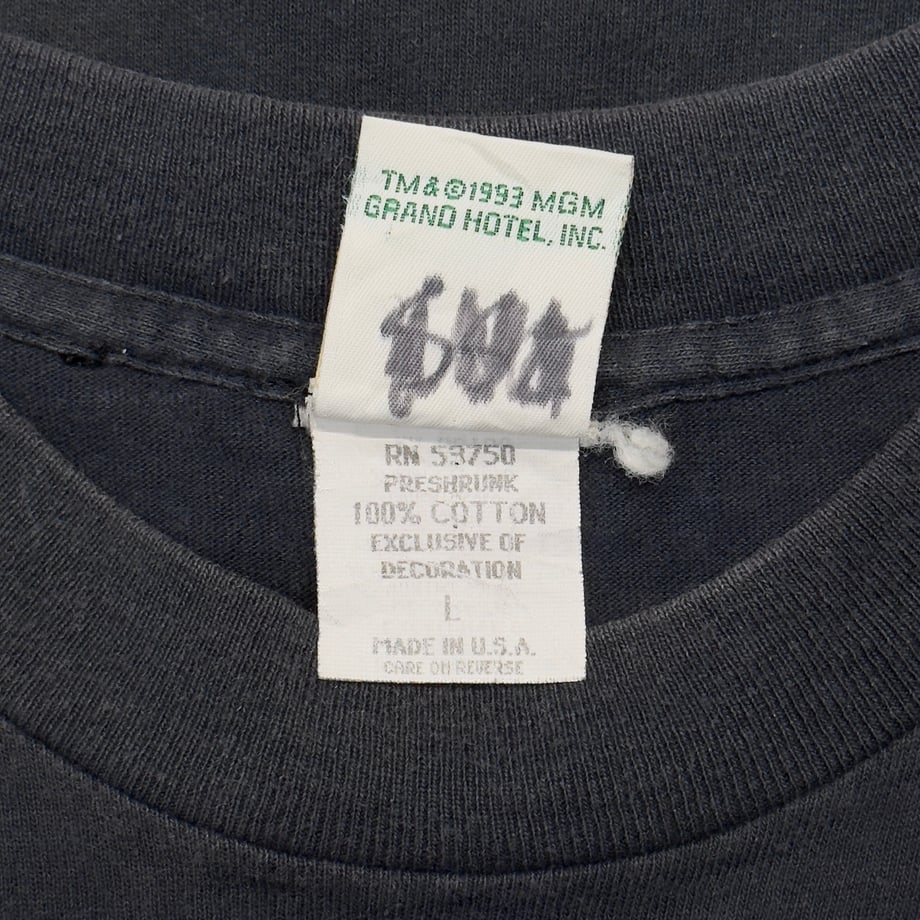 TM&©1993 MGM
GRAND HOTEL, INC.
RN 53750
PRESHRUNK
100% COTTON
EXCLUSIVE OF
DECORATION
L
MADE IN U.S.A.
CARE ON REVERSE